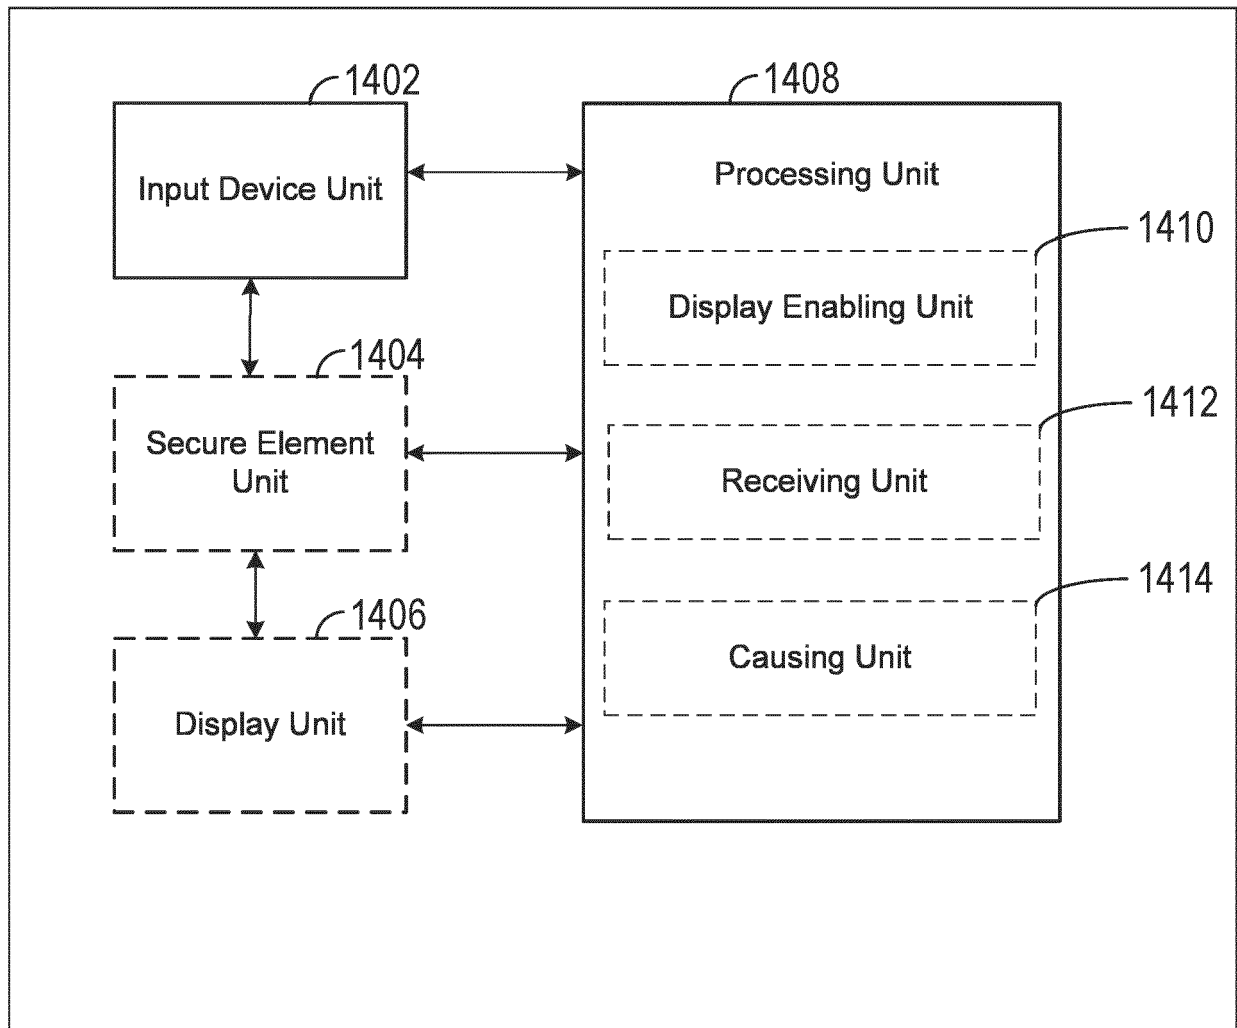 1402
Input Device Unit
1408
Processing Unit
1410
Display Enabling Unit
1404
Secure Element
Unit
1412
Receiving Unit
1406
Display Unit
1414
Causing Unit